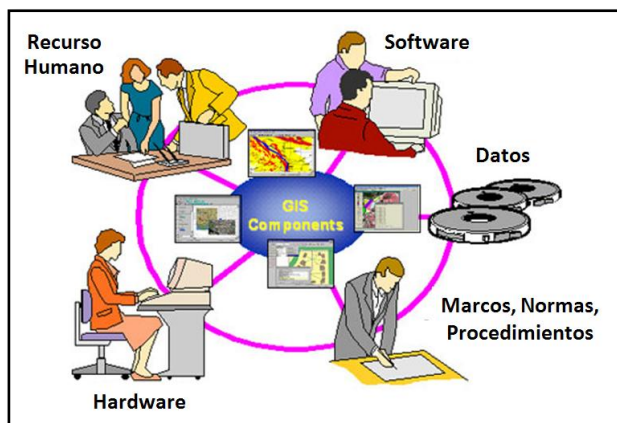 Recurso
Humano
Software
Datos
GIS
Components
Marcos, Normas,
Procedimientos
Hardware